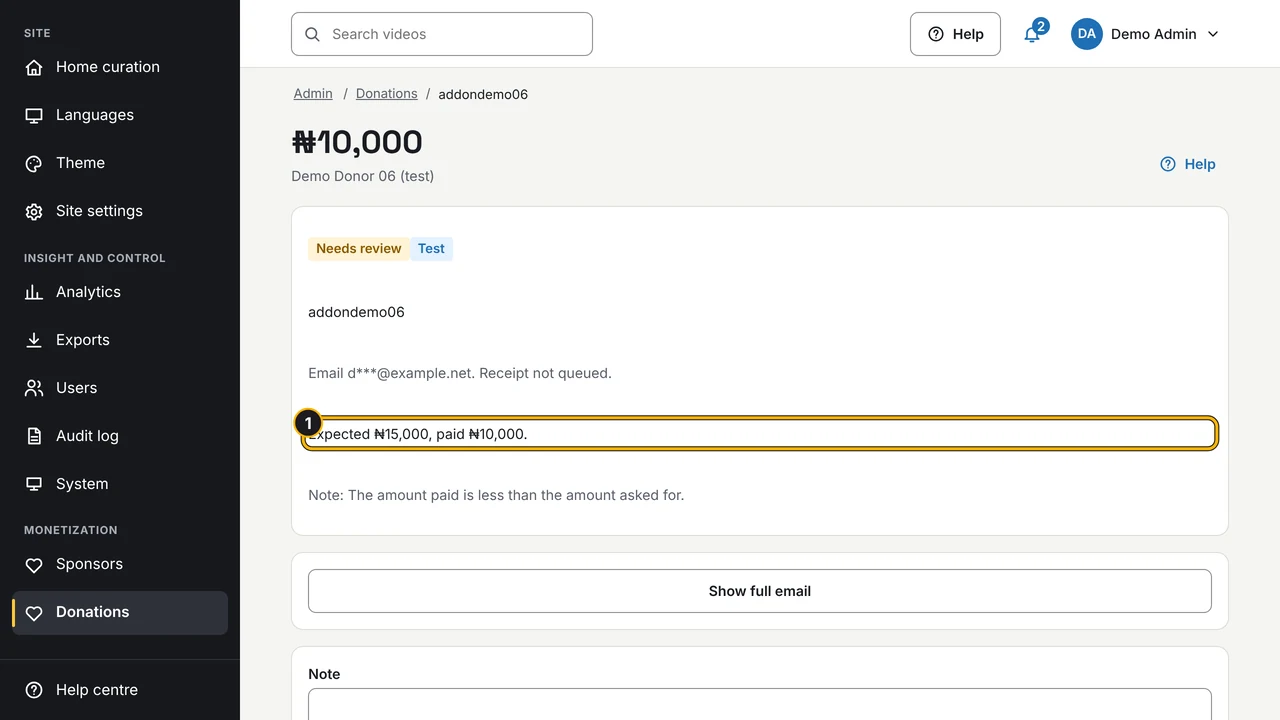 SITE
Home curation
Languages
Theme
Site settings
INSIGHT AND CONTROL
Analytics
Exports
Users
Audit log
System
MONETIZATION
Sponsors
Donations
Help centre
Search videos
Help
2
DA
Demo Admin
Admin / Donations / addondemo06
₦10,000
Demo Donor 06 (test)
Help
Needs review
Test
addondemo06
Email d***@example.net. Receipt not queued.
1
Expected ₦15,000, paid ₦10,000.
Note: The amount paid is less than the amount asked for.
Show full email
Note